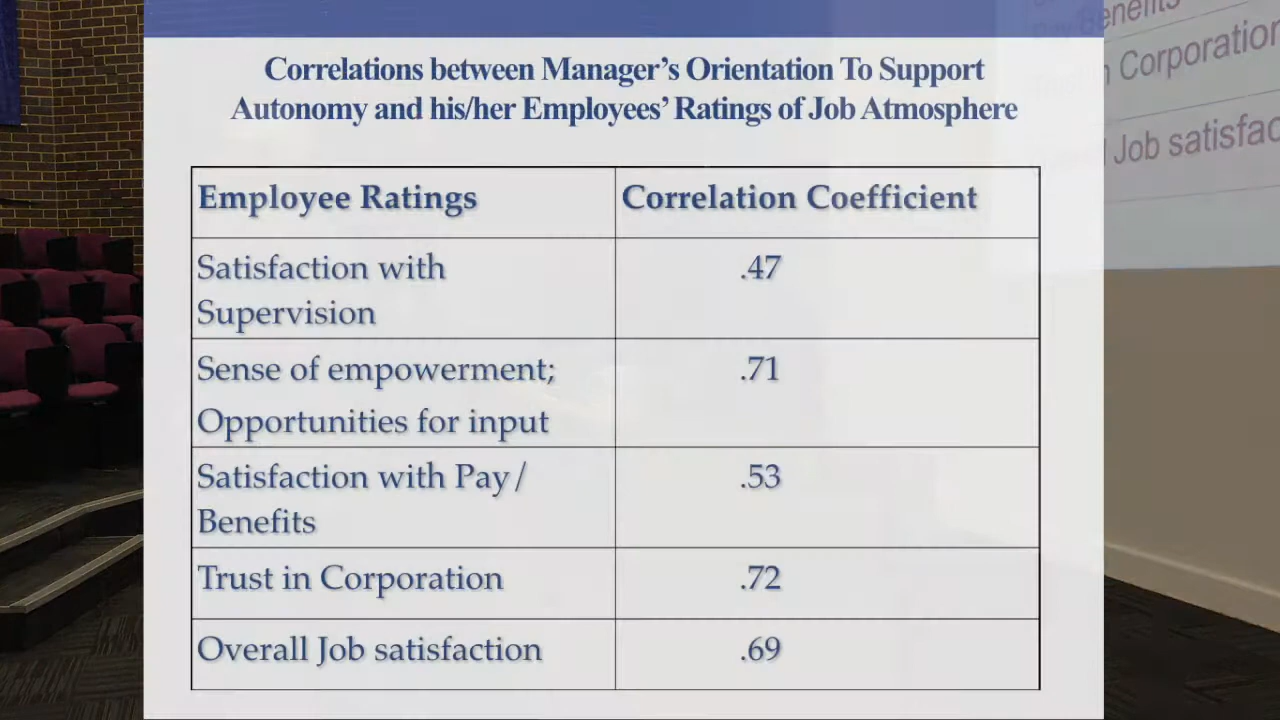 Correlations between Manager's Orientation To Support
Autonomy and his/her Employees' Ratings of Job Atmosphere
Employee Ratings Correlation Coefficient
Satisfaction with .47
Supervision
Sense of empowerment; .71
Opportunities for input
Satisfaction with Pay/ .53
Benefits
Trust in Corporation .72
Overall Job satisfaction .69
Corporation
Job satisfac